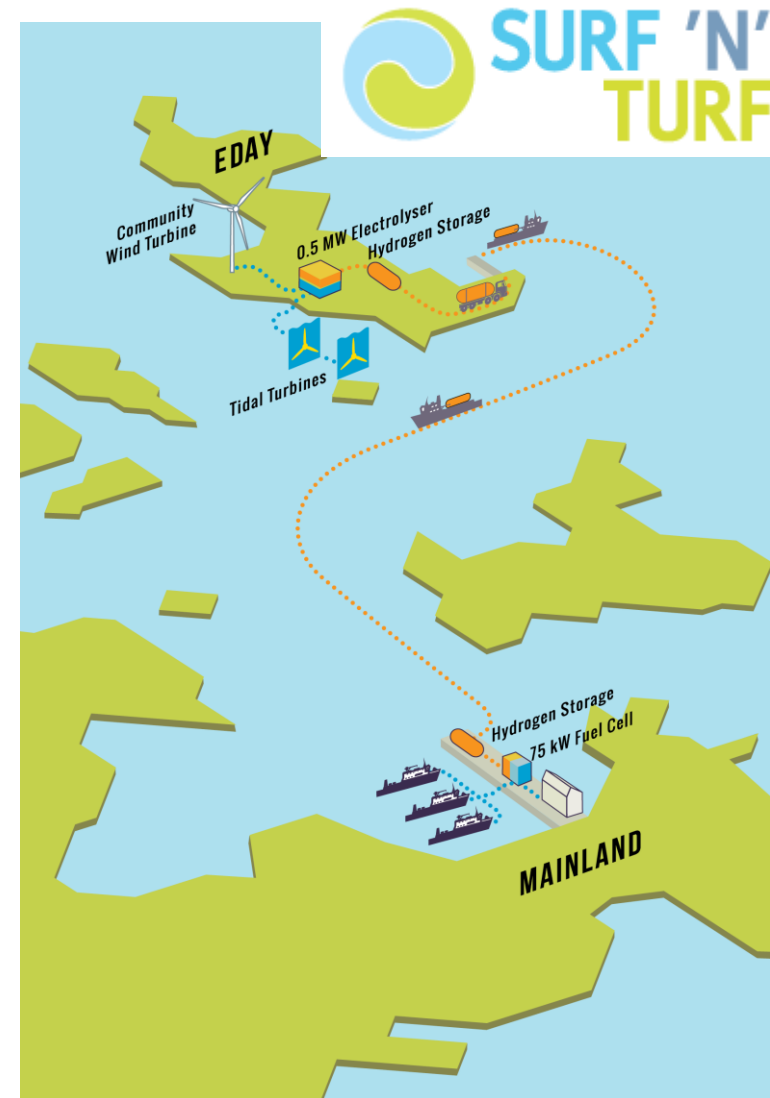 SURF 'N'
TURF
EDAY
Community
Wind Turbine
0.5 MW Electrolyser
Hydrogen Storage
Tidal Turbines
Hydrogen Storage
75 kW Fuel Cell
MAINLAND